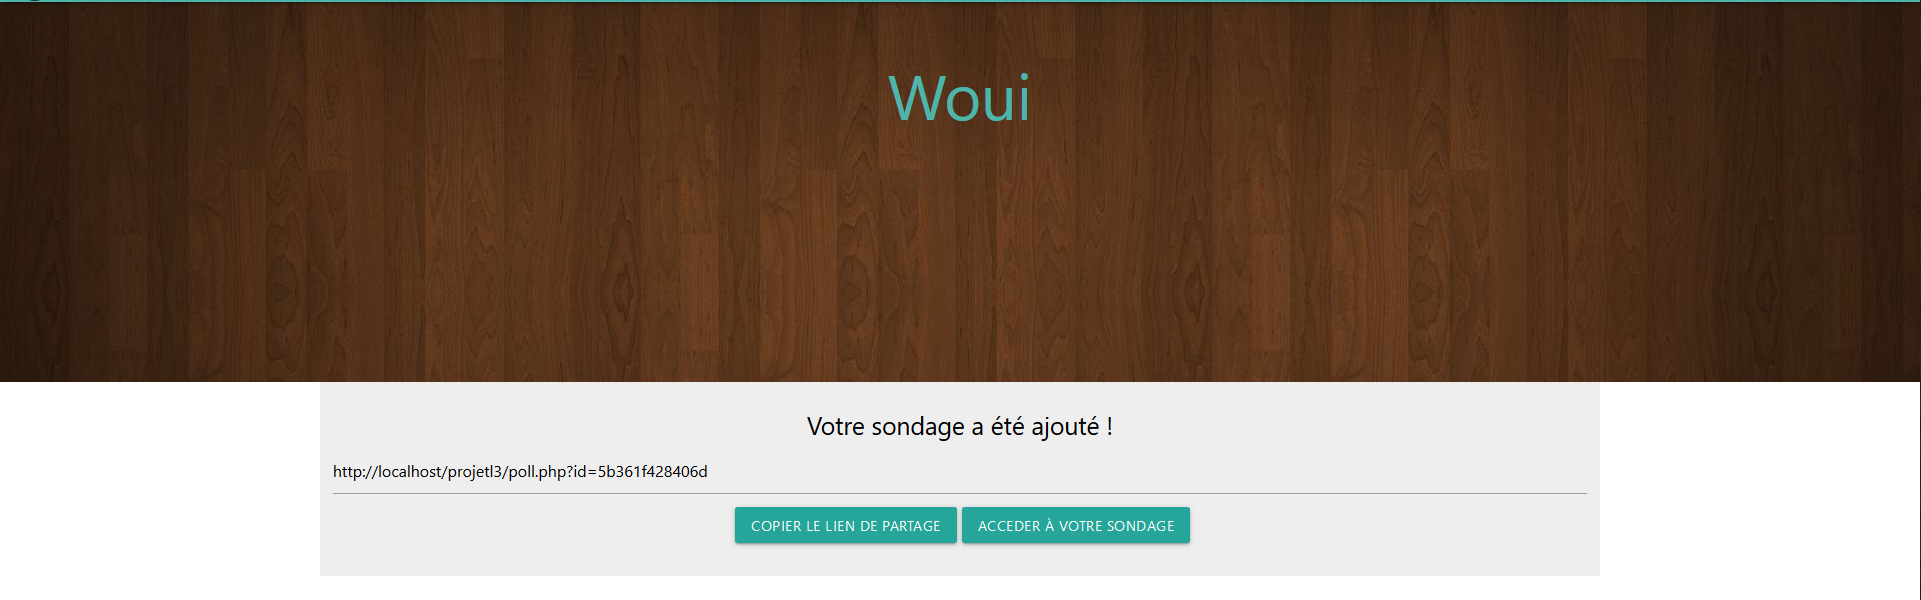 Woui
Votre sondage a été ajouté !
http://localhost/projetl3/poll.php?id=5b361f428406d
COPIER LE LIEN DE PARTAGE ACCEDER À VOTRE SONDAGE